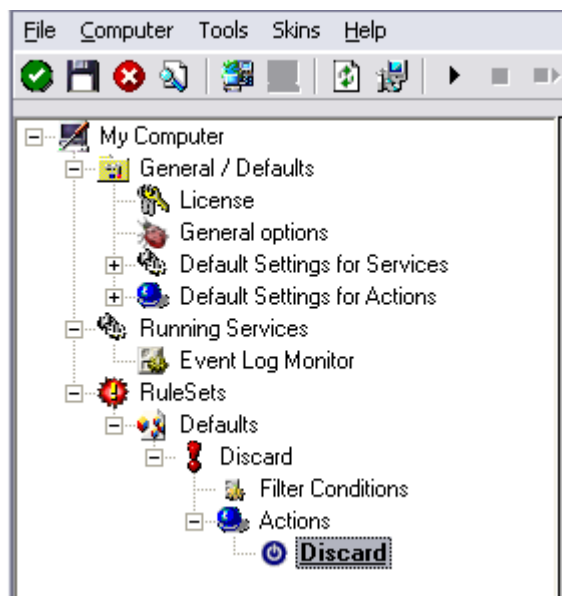 File Computer Tools Skins Help
My Computer
General / Defaults
License
General options
Default Settings for Services
Default Settings for Actions
Running Services
Event Log Monitor
RuleSets
Defaults
Discard
Filter Conditions
Actions
Discard